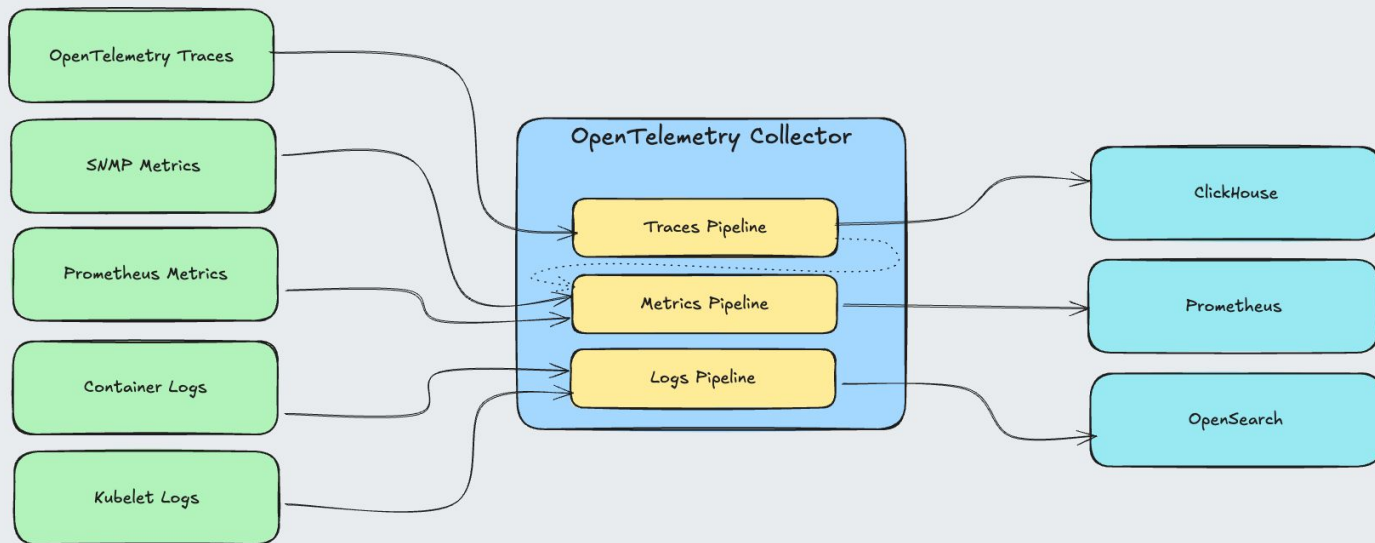 OpenTelemetry Traces
SNMP Metrics
Prometheus Metrics
Container Logs
Kubelet Logs
OpenTelemetry Collector
Traces Pipeline
Metrics Pipeline
Logs Pipeline
ClickHouse
Prometheus
OpenSearch